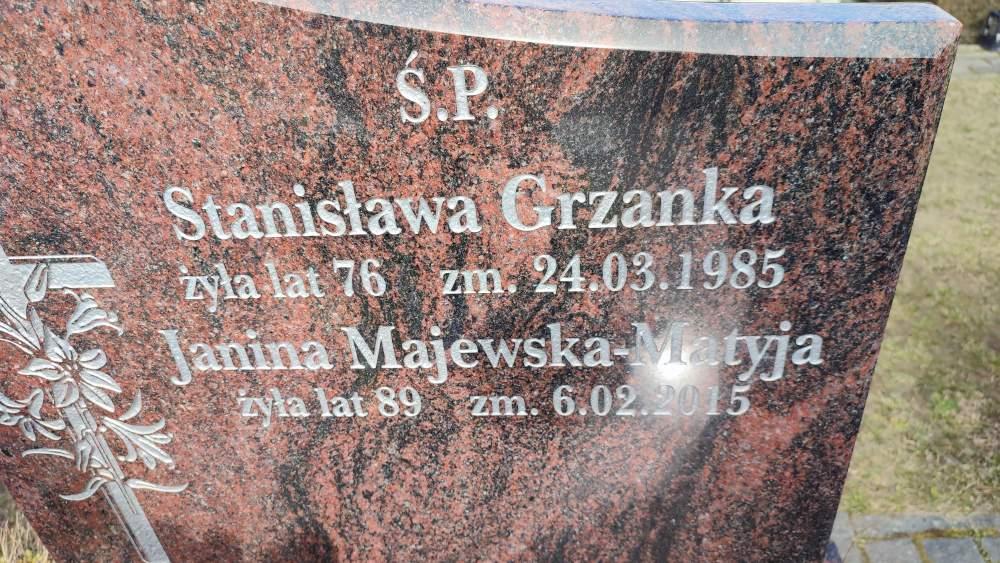 Ś.P.
Stanisława Grzanka
żyła lat 76 zm. 24.03.1985
Janina Majewska-Matyja
żyła lat 89 zm. 6.02.2015